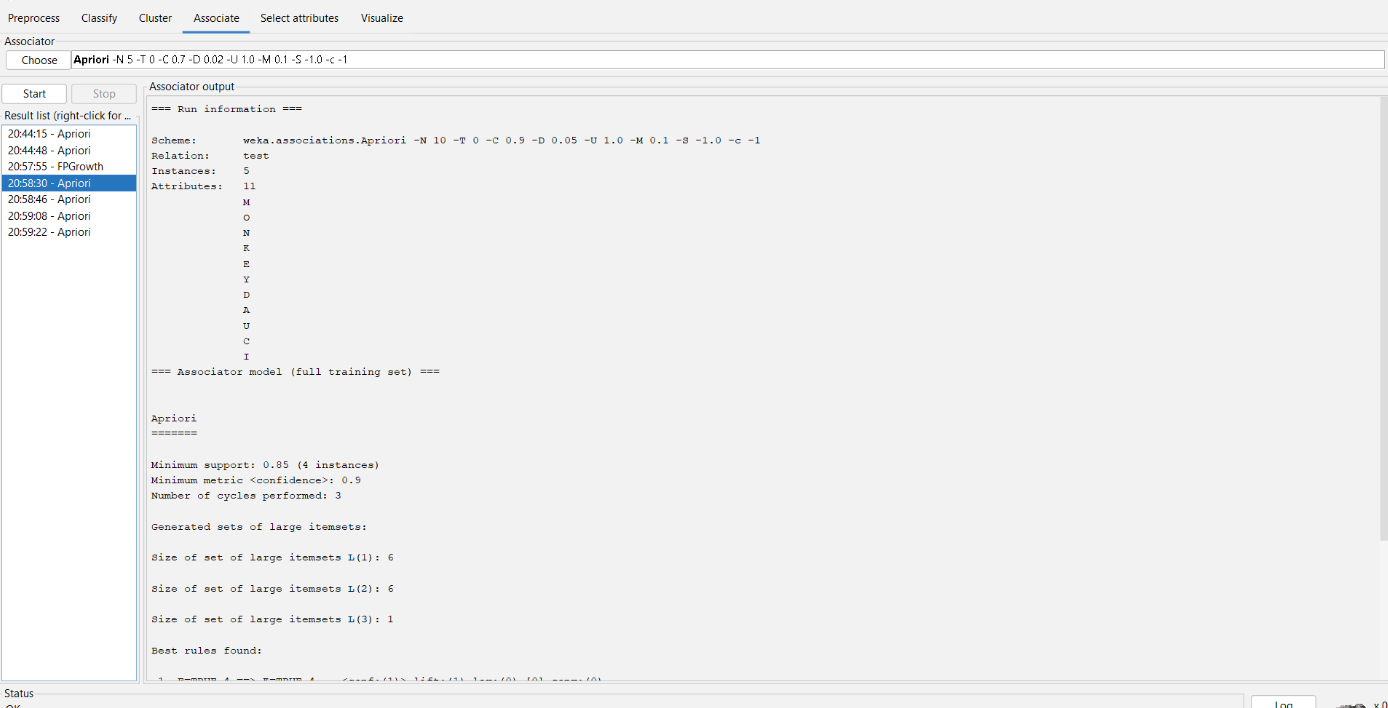 Preprocess Classify Cluster Associate Select attributes Visualize
Associator
Choose Apriori -N 5 -T 0 -C 0.7 -D 0.02 -U 1.0 -M 0.1 -S -1.0 -c -1
Start Stop
Result list (right-click for ...
20:44:15 - Apriori
20:44:48 - Apriori
20:57:55 - FPGrowth
20:58:30 - Apriori
20:58:46 - Apriori
20:59:08 - Apriori
20:59:22 - Apriori
Associator output
=== Run information ===
Scheme: weka.associations.Apriori -N 10 -T 0 -C 0.9 -D 0.05 -U 1.0 -M 0.1 -S -1.0 -c -1
Relation: test
Instances: 5
Attributes: 11
M
O
N
K
E
Y
D
A
U
C
I
=== Associator model (full training set) ===
Apriori
=======
Minimum support: 0.85 (4 instances)
Minimum metric <confidence>: 0.9
Number of cycles performed: 3
Generated sets of large itemsets:
Size of set of large itemsets L(1): 6
Size of set of large itemsets L(2): 6
Size of set of large itemsets L(3): 1
Best rules found:
Status
OK
Log
x 0